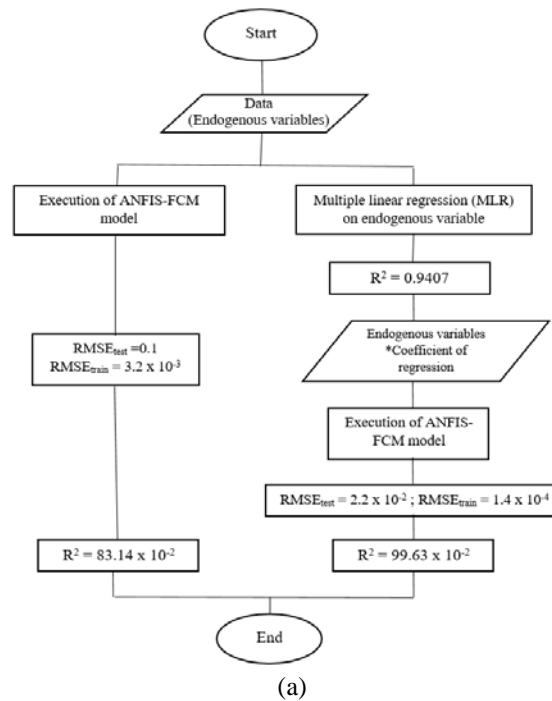 Start
Data
(Endogenous variables)
Execution of ANFIS-FCM
model
RMSEtest =0.1
RMSEtrain = 3.2 x 10-3
R2 = 83.14 x 10-2
Multiple linear regression (MLR)
on endogenous variable
R2 = 0.9407
Endogenous variables
*Coefficient of
regression
Execution of ANFIS-
FCM model
RMSEtest = 2.2 x 10-2 ; RMSEtrain = 1.4 x 10-4
R2 = 99.63 x 10-2
End
(a)